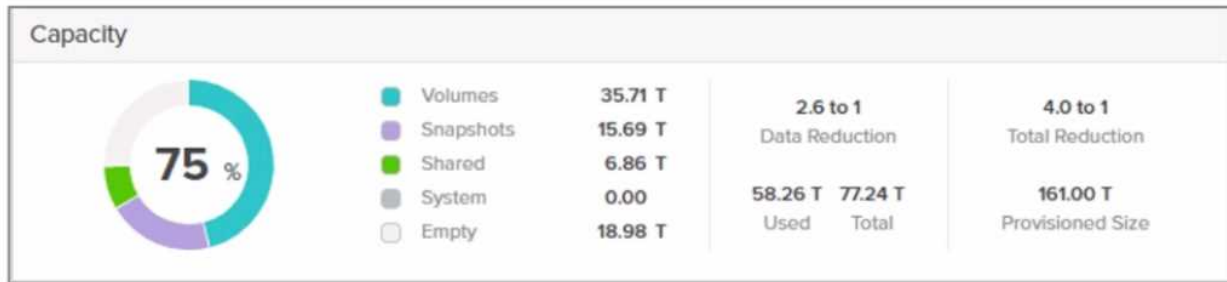 Capacity
75 %
Volumes 35.71 T
Snapshots 15.69 T
Shared 6.86 T
System 0.00
Empty 18.98 T
2.6 to 1
Data Reduction
58.26 T 77.24 T
Used Total
4.0 to 1
Total Reduction
161.00 T
Provisioned Size